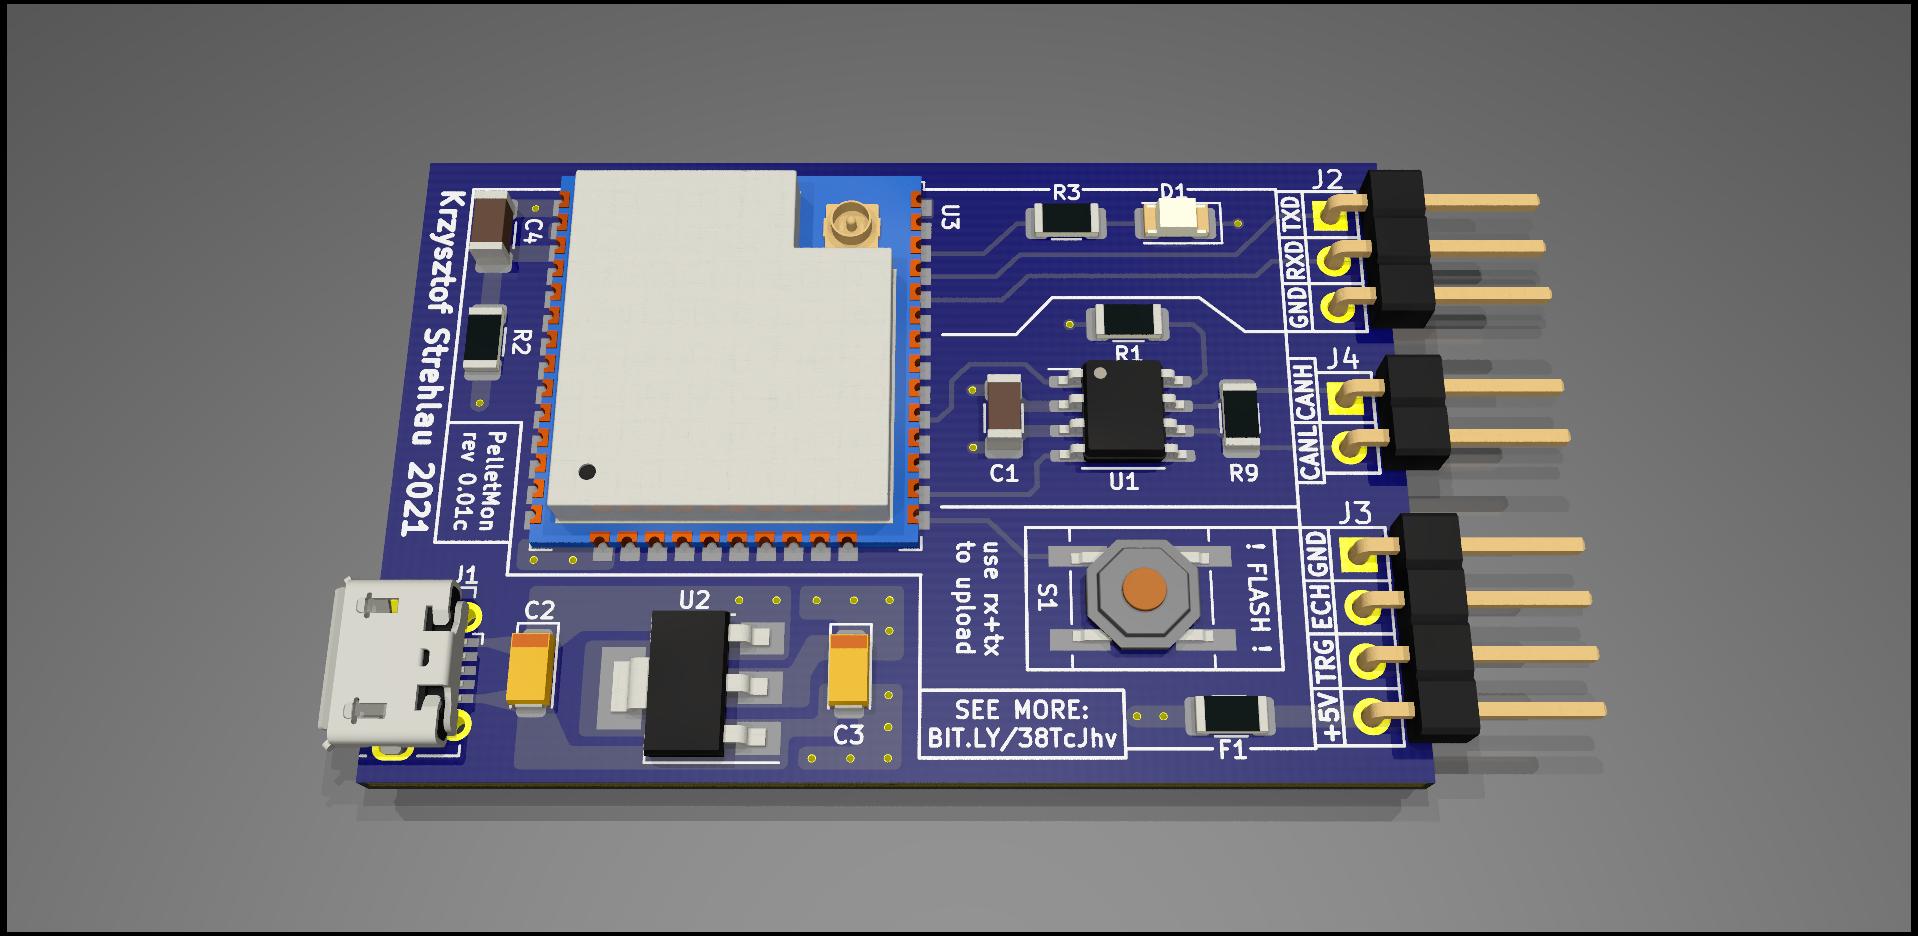 Krzysztof Strehlau 2021
PelletMon
rev 0.01c
C4
R2
U3
R3
D1
J2
TXD
RXD
GND
R1
C1
U1
R9
J4
CANH
CANL
J1
C2
U2
C3
use rx+tx
to upload
S1
! FLASH !
J3
GND
ECH
TRG
+5V
SEE MORE:
BIT.LY/38TcJhv
F1